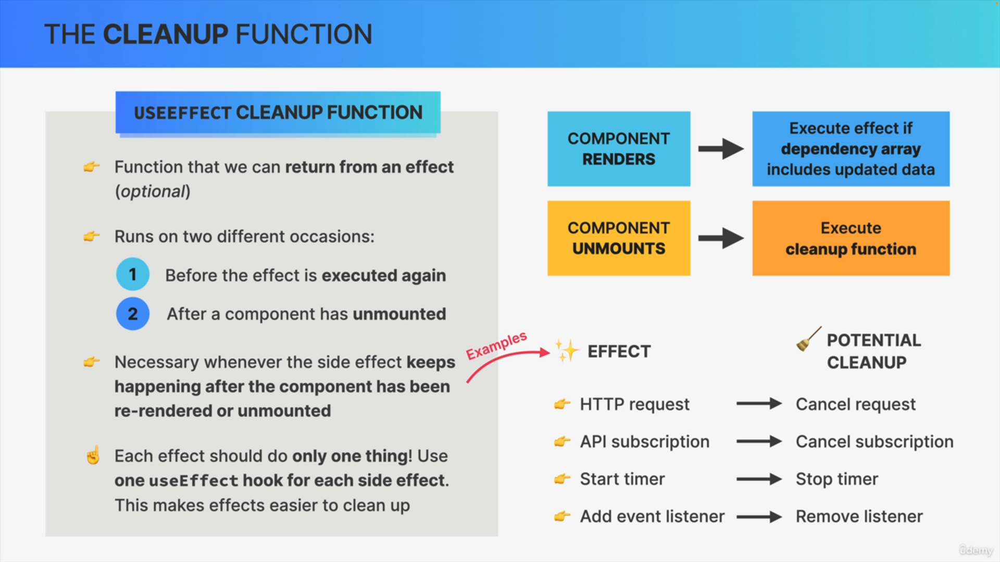 THE CLEANUP FUNCTION
USEEFFECT CLEANUP FUNCTION
Function that we can return from an effect
(optional)
Runs on two different occasions:
1 Before the effect is executed again
2 After a component has unmounted
Necessary whenever the side effect keeps
happening after the component has been
re-rendered or unmounted
Each effect should do only one thing! Use
one useEffect hook for each side effect.
This makes effects easier to clean up
COMPONENT
RENDERS
Execute effect if
dependency array
includes updated data
COMPONENT
UNMOUNTS
Execute
cleanup function
Examples
EFFECT
POTENTIAL
CLEANUP
HTTP request
Cancel request
API subscription
Cancel subscription
Start timer
Stop timer
Add event listener
Remove listener
ûdemy